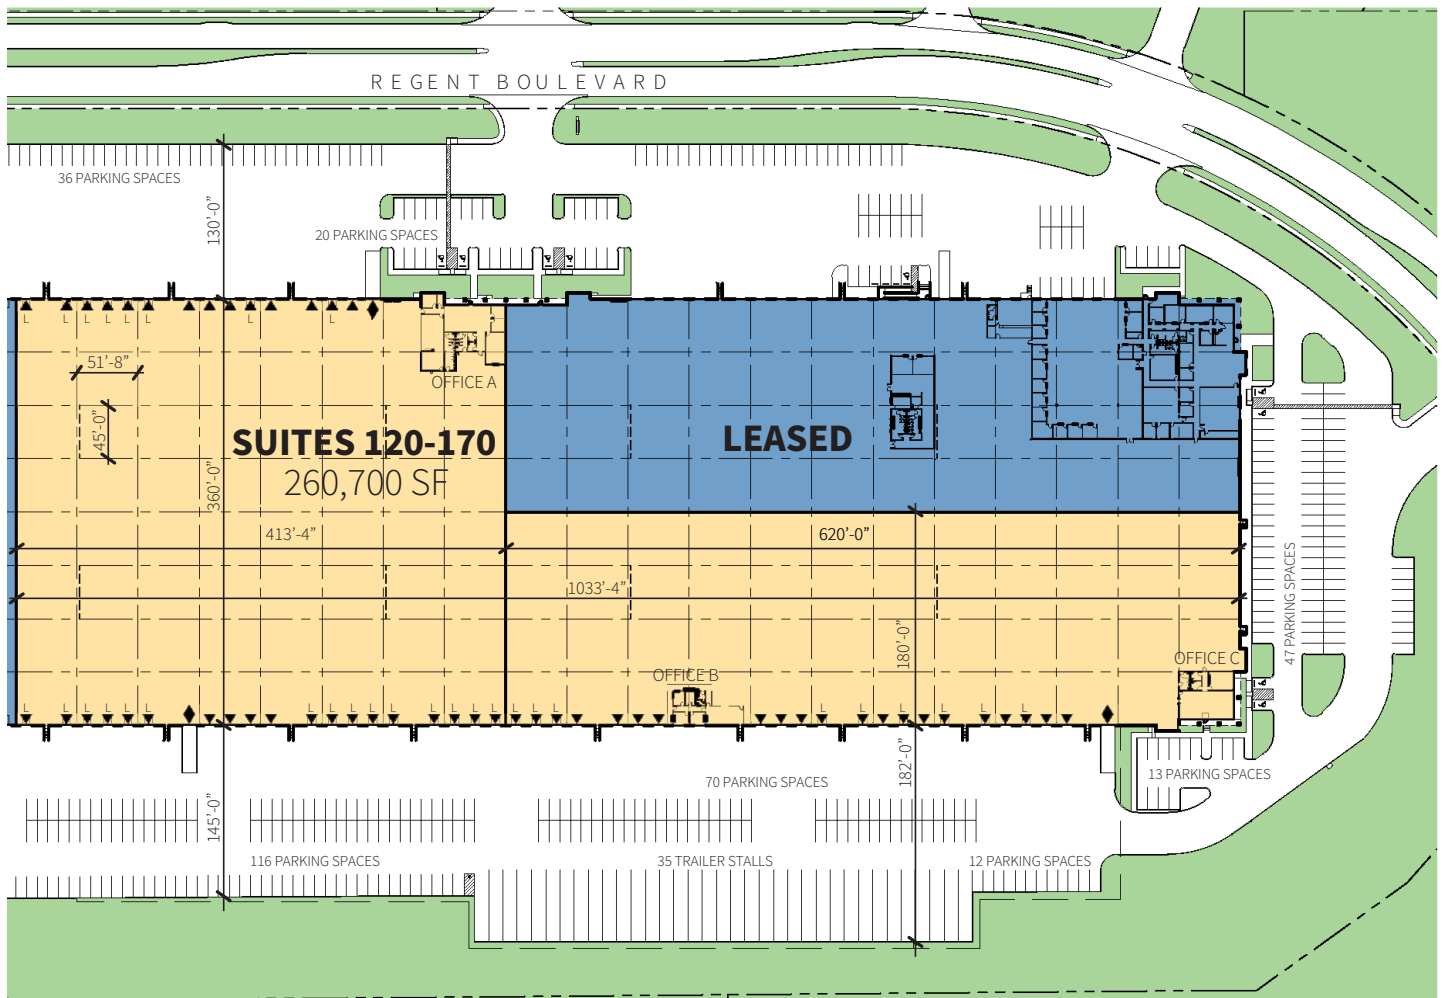 REGENT BOULEVARD
36 PARKING SPACES
130'-0"
20 PARKING SPACES
L L L L L L L L L L
51'-8"
OFFICE A
45'-0"
SUITES 120-170
260,700 SF
LEASED
360'-0"
413'-4"
620'-0"
1033'-4"
47 PARKING SPACES
180'-0"
OFFICE B
OFFICE C
L L L L L L L L L L L L L L L L L L L L L L L
182'-0"
70 PARKING SPACES
13 PARKING SPACES
145'-0"
116 PARKING SPACES
35 TRAILER STALLS
12 PARKING SPACES